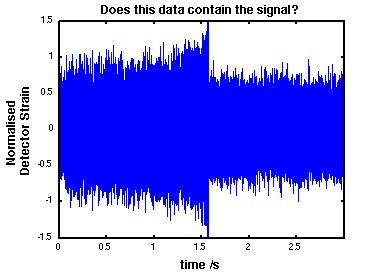 Does this data contain the signal?
Normalised
Detector Strain
1.5
1
0.5
0
-0.5
-1
-1.5
0 0.5 1 1.5 2 2.5
time /s